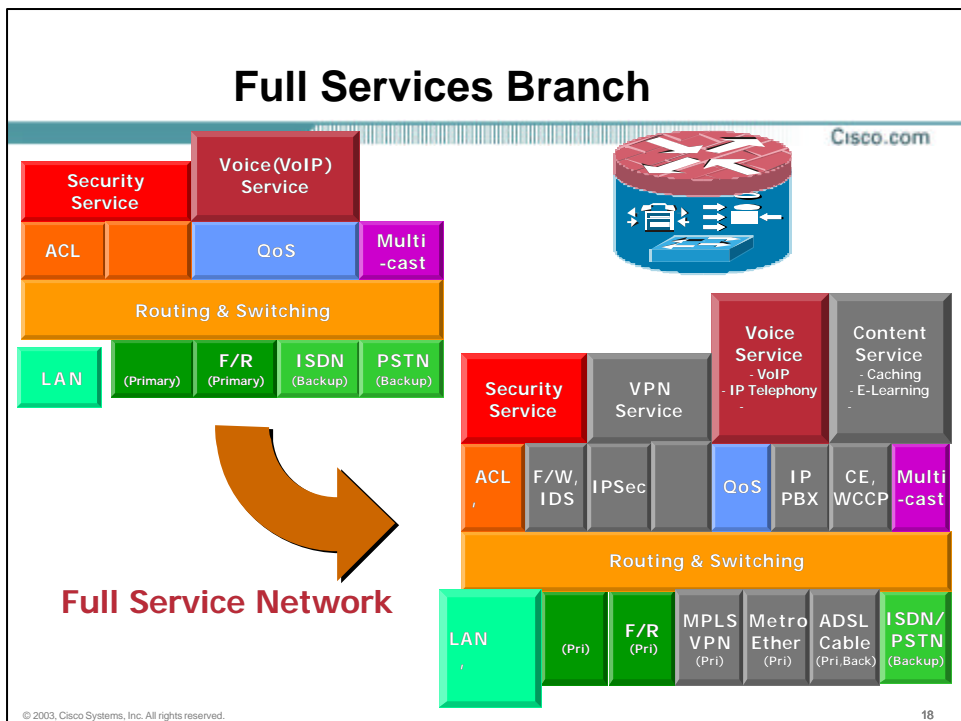 Full Services Branch
Cisco.com
Security
Service
Voice(VoIP)
Service
ACL
QoS
Multi
-cast
Routing & Switching
LAN
(Primary)
F/R
(Primary)
ISDN
(Backup)
PSTN
(Backup)
Full Service Network
Security
Service
VPN
Service
Voice
Service
- VoIP
- IP Telephony
-
Content
Service
- Caching
- E-Learning
-
ACL
,
F/W,
IDS
IPSec
QoS
IP
PBX
CE,
WCCP
Multi
-cast
Routing & Switching
LAN
,
(Pri)
F/R
(Pri)
MPLS
VPN
(Pri)
Metro
Ether
(Pri)
ADSL
Cable
(Pri,Back)
ISDN/
PSTN
(Backup)
© 2003, Cisco Systems, Inc. All rights reserved.
18